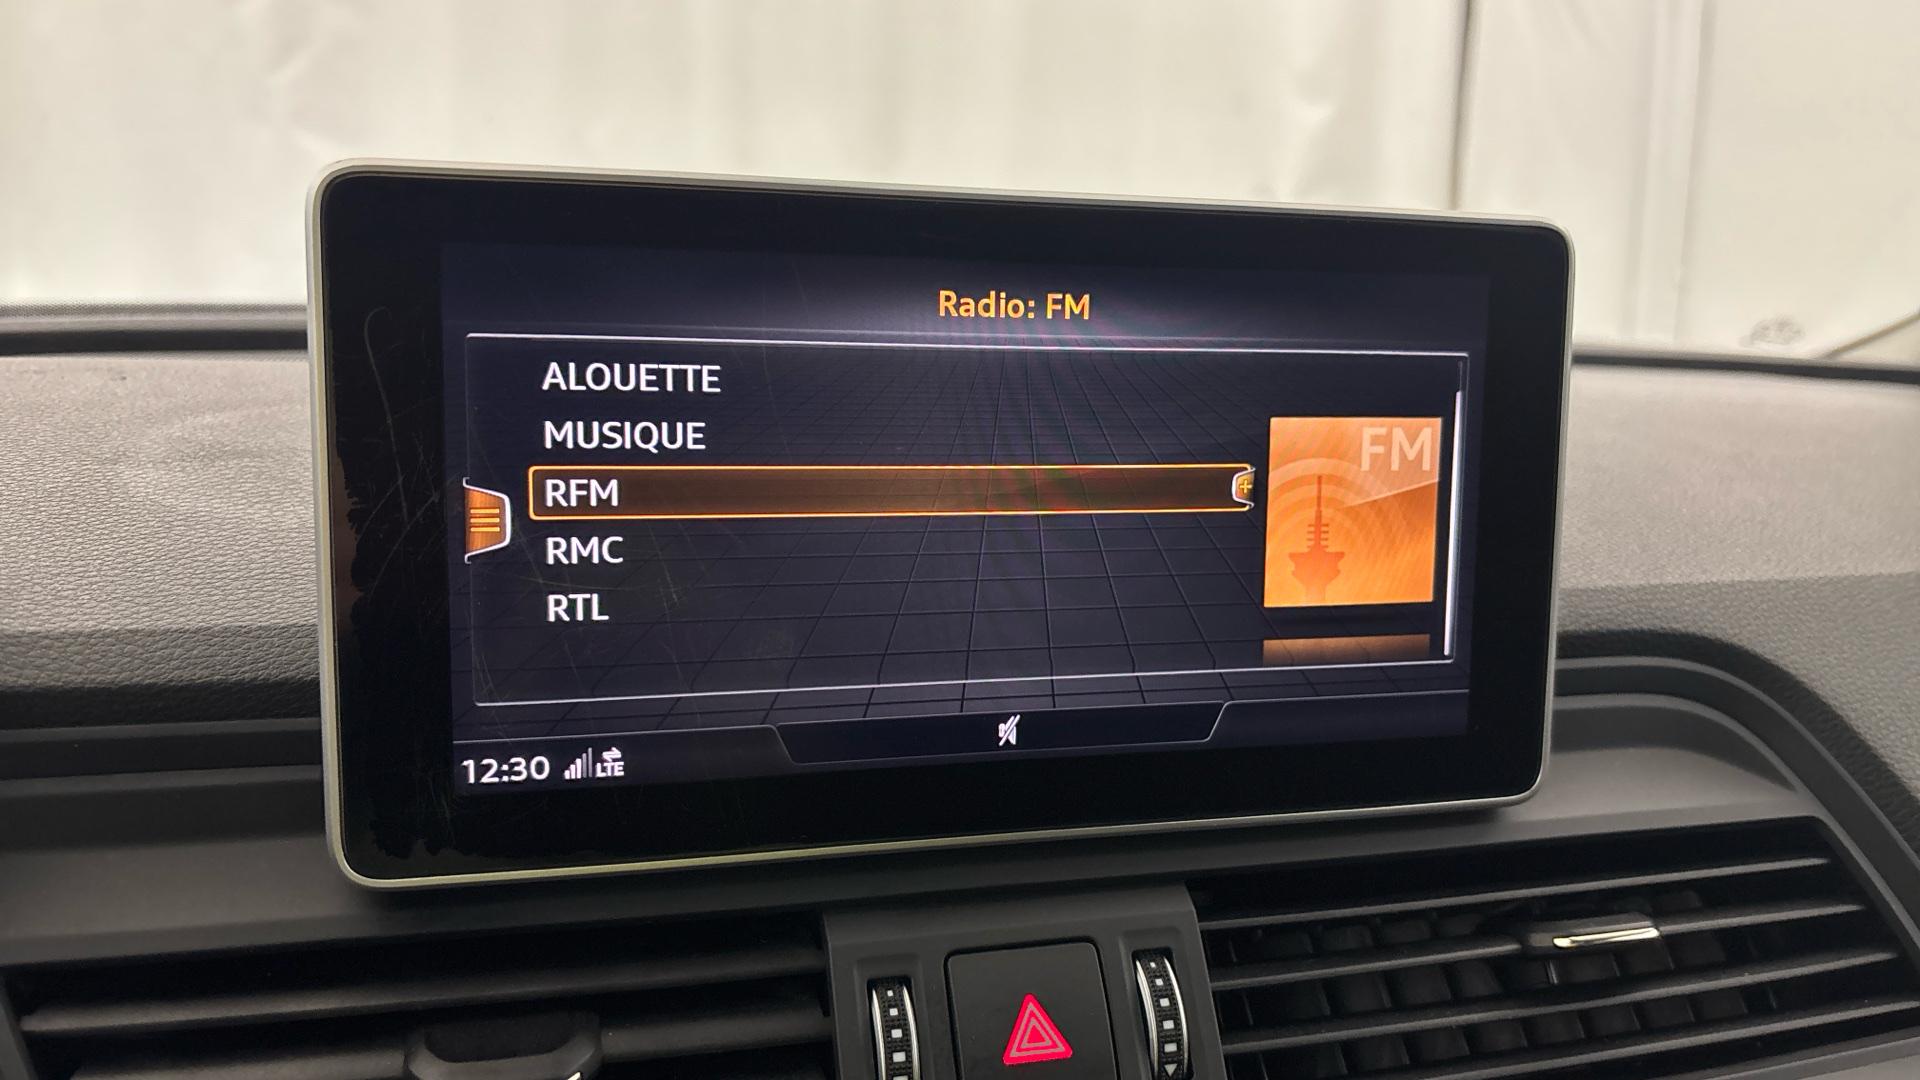 Radio: FM
ALOUETTE
MUSIQUE
RFM
RMC
RTL
FM
12:30 LTE